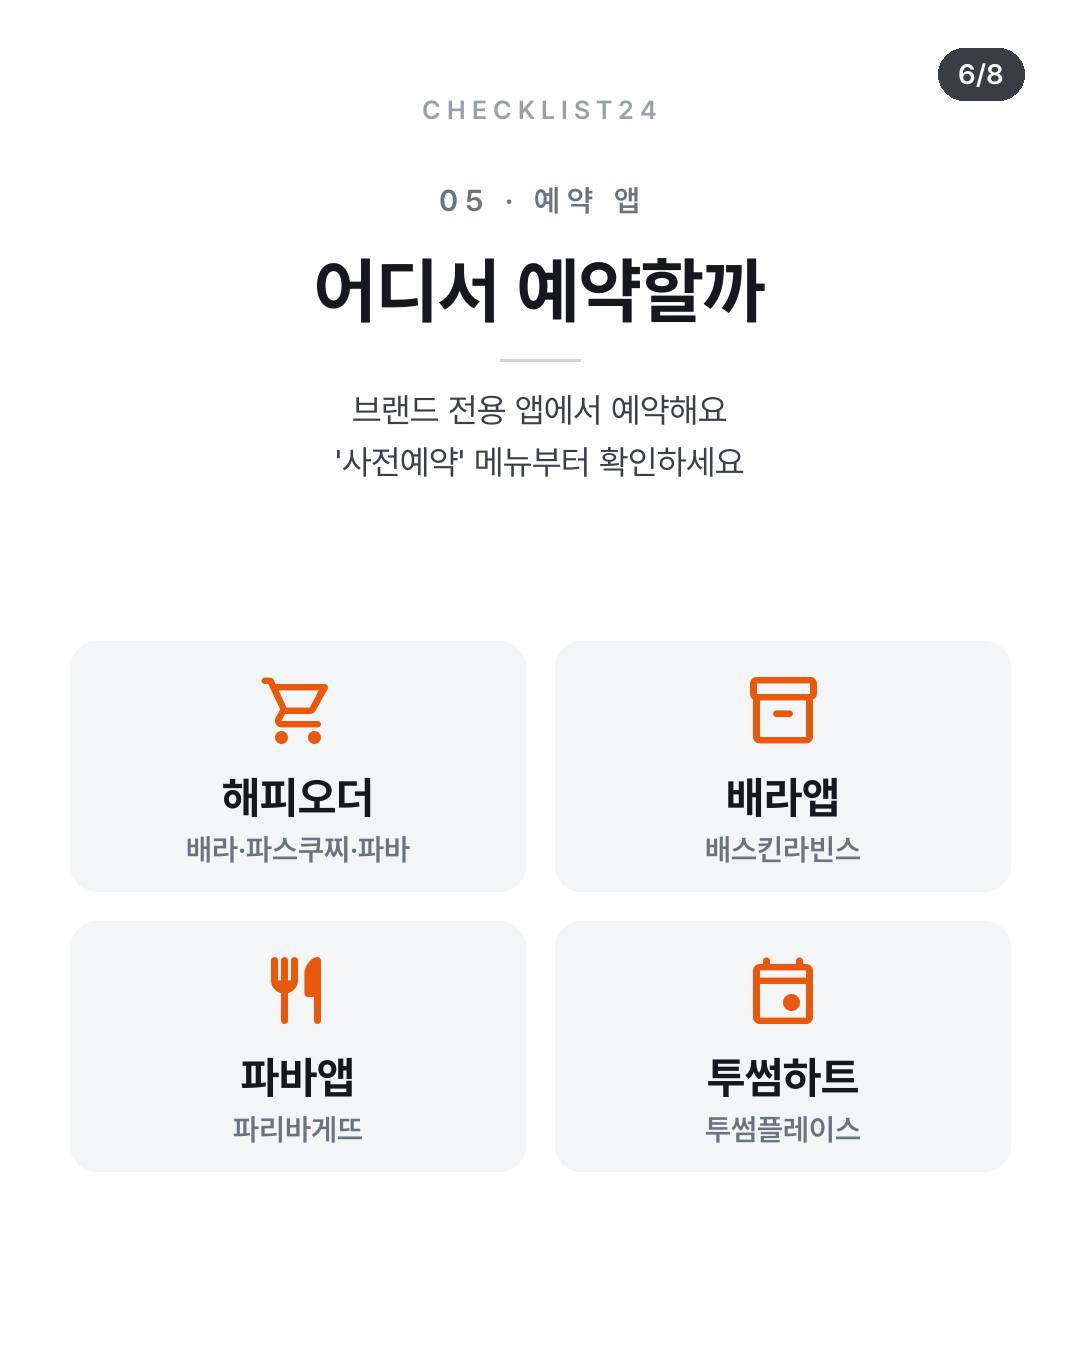 6/8
CHECKLIST24
05 · 예약 앱
어디서 예약할까
브랜드 전용 앱에서 예약해요
'사전예약' 메뉴부터 확인하세요
해피오더
배라·파스쿠찌·파바
배라앱
배스킨라빈스
파바앱
파리바게뜨
투썸하트
투썸플레이스